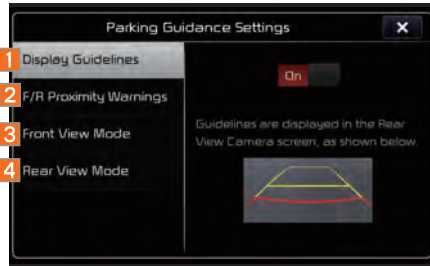 Parking Guidance Settings
X
1 Display Guidelines
On
2 F/R Proximity Warnings
3 Front View Mode
Guidelines are displayed in the Rear
View Camera screen, as shown below.
4 Rear View Mode